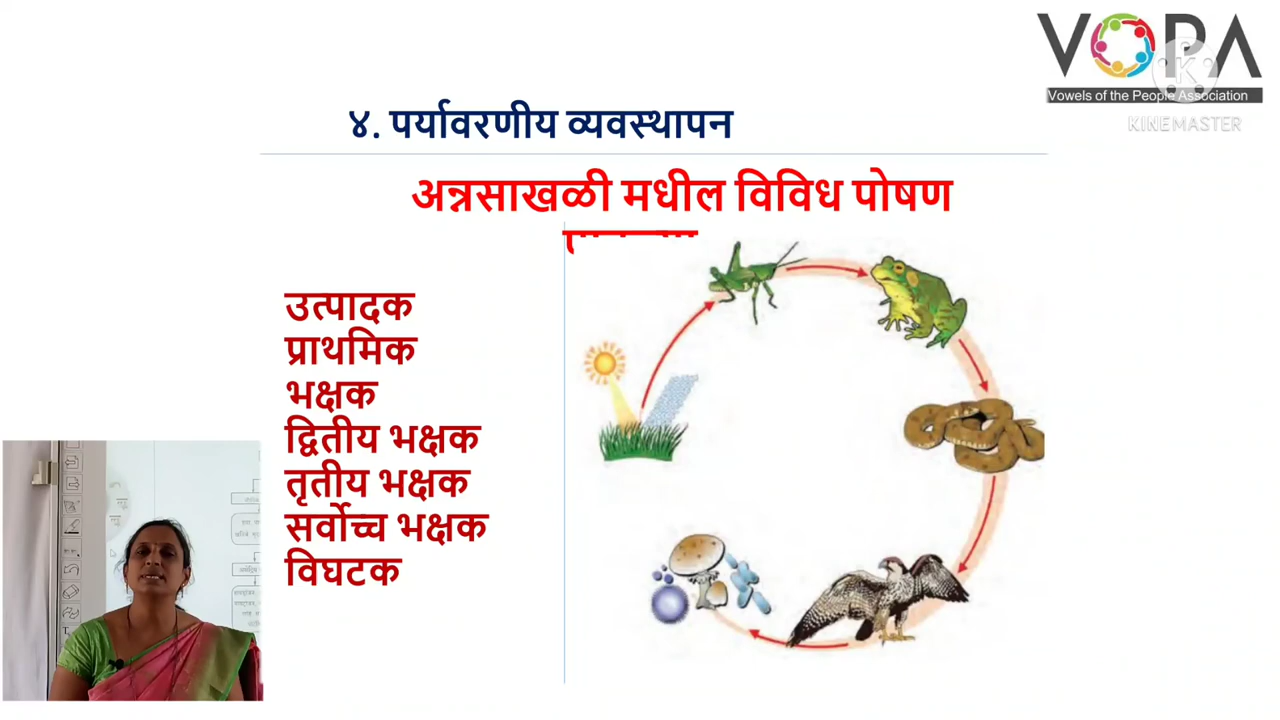 VOPA
Vowels of the People Association
KINEMASTER
४. पर्यावरणीय व्यवस्थापन
अन्नसाखळी मधील विविध पोषण
उत्पादक
प्राथमिक
भक्षक
द्वितीय भक्षक
तृतीय भक्षक
सर्वोच्च भक्षक
विघटक